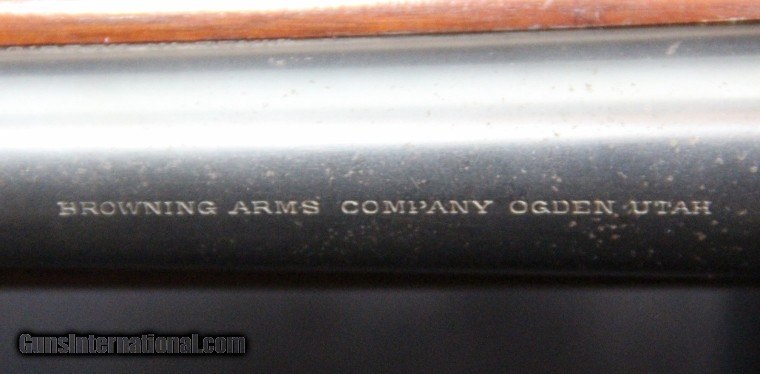 BROWNING ARMS COMPANY OGDEN, UTAH
GunsInternational.com